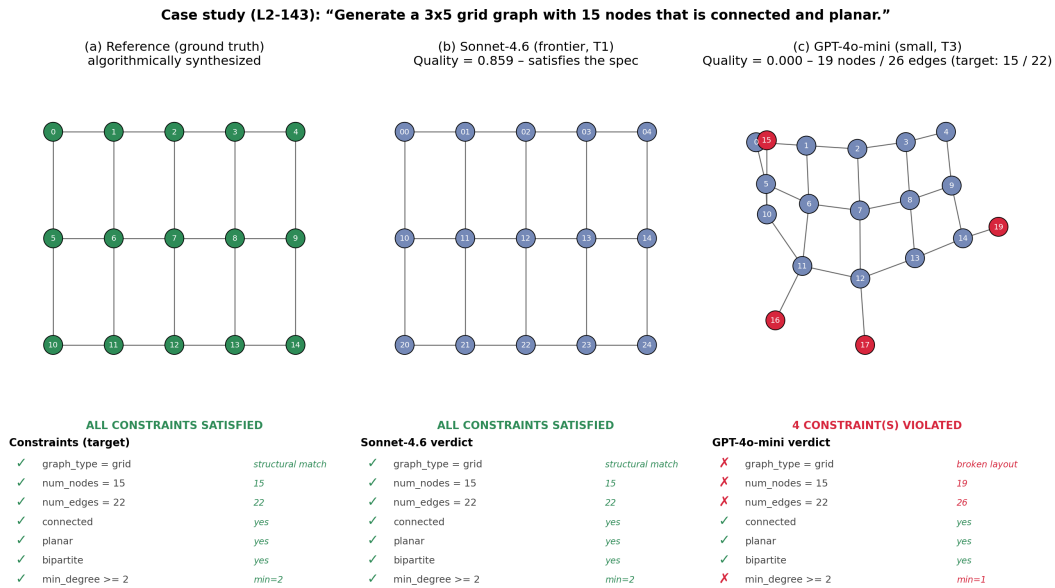 Case study (L2-143): “Generate a 3x5 grid graph with 15 nodes that is connected and planar.”
(a) Reference (ground truth)
algorithmically synthesized
0 1 2 3 4
5 6 7 8 9
10 11 12 13 14
ALL CONSTRAINTS SATISFIED
Constraints (target)
✓ graph_type = grid structural match
✓ num_nodes = 15 15
✓ num_edges = 22 22
✓ connected yes
✓ planar yes
✓ bipartite yes
✓ min_degree >= 2 min=2
(b) Sonnet-4.6 (frontier, T1)
Quality = 0.859 – satisfies the spec
00 01 02 03 04
10 11 12 13 14
20 21 22 23 24
ALL CONSTRAINTS SATISFIED
Sonnet-4.6 verdict
✓ graph_type = grid structural match
✓ num_nodes = 15 15
✓ num_edges = 22 22
✓ connected yes
✓ planar yes
✓ bipartite yes
✓ min_degree >= 2 min=2
(c) GPT-4o-mini (small, T3)
Quality = 0.000 – 19 nodes / 26 edges (target: 15 / 22)
0 15 1 2 3 4
5 6 7 8 9
10 11 12 13 14 19
16 17
4 CONSTRAINT(S) VIOLATED
GPT-4o-mini verdict
✗ graph_type = grid broken layout
✗ num_nodes = 15 19
✗ num_edges = 22 26
✓ connected yes
✓ planar yes
✓ bipartite yes
✗ min_degree >= 2 min=1